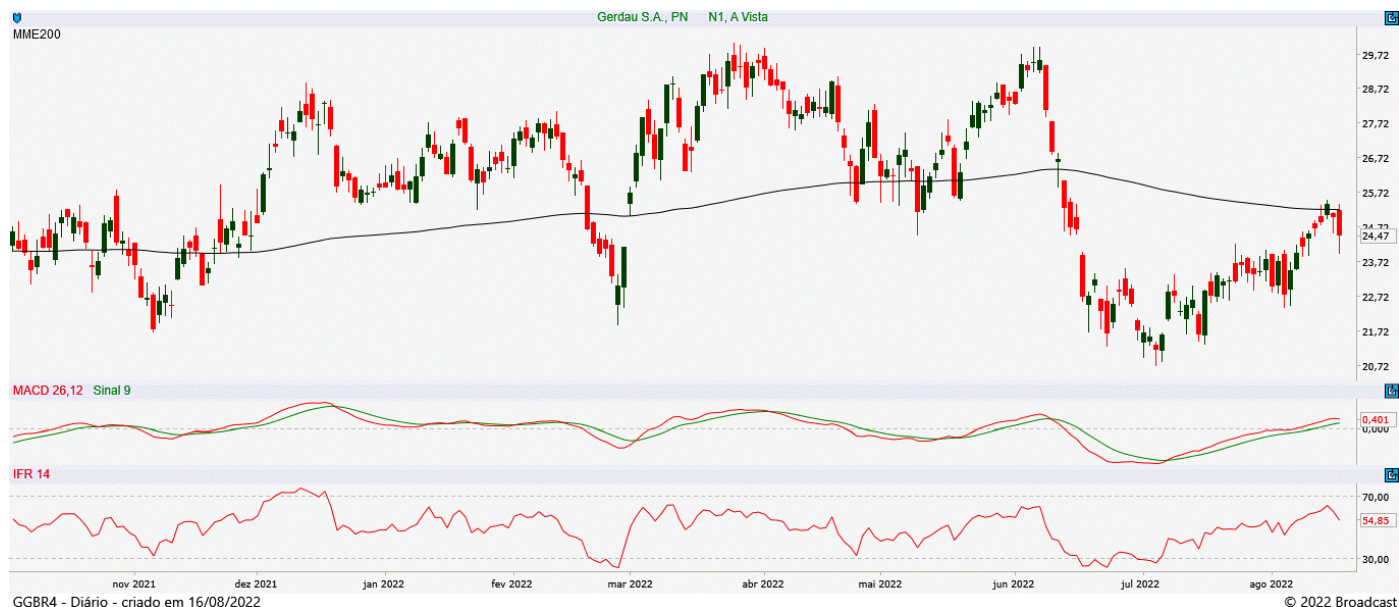 Gerdau S.A., PN N1, A Vista
MME200
29,72
28,72
27,72
26,72
25,72
24,72
24,47
23,72
22,72
21,72
20,72
MACD 26,12 Sinal 9
0,401
0,000
IFR 14
70,00
54,85
30,00
nov 2021 dez 2021 jan 2022 fev 2022 mar 2022 abr 2022 mai 2022 jun 2022 jul 2022 ago 2022
GGBR4 - Diário - criado em 16/08/2022 © 2022 Broadcast